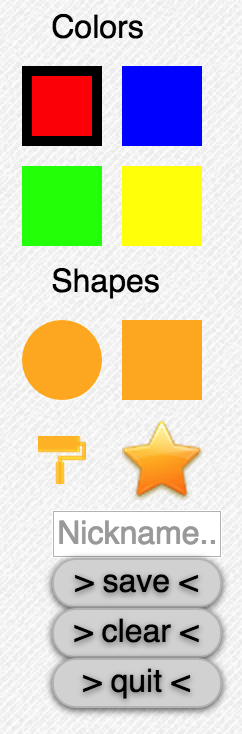 Colors
Shapes
Nickname..
> save <
> clear <
> quit <